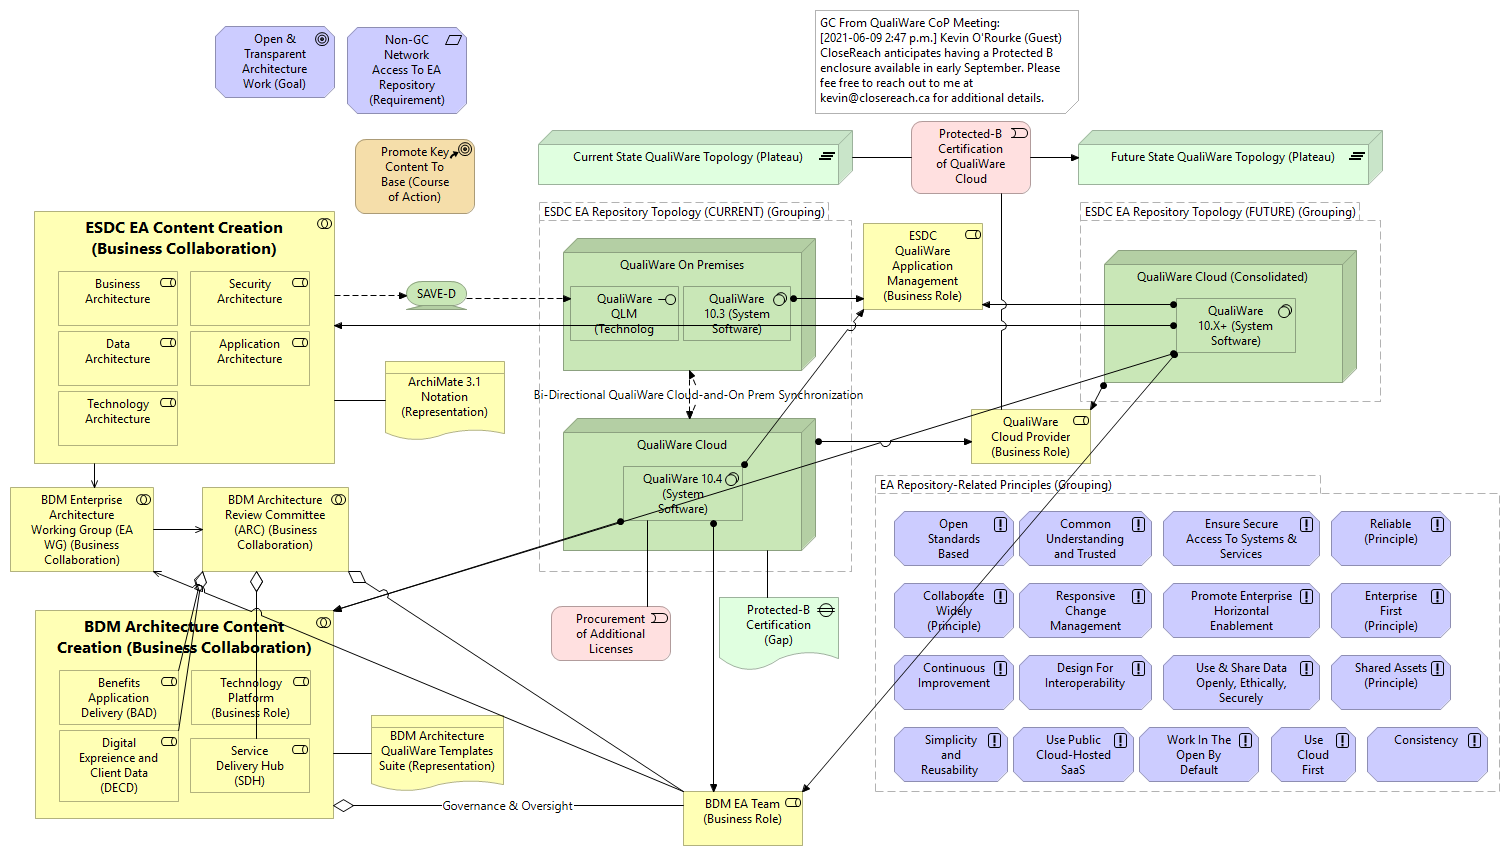 Open &
Transparent
Architecture
Work (Goal)
Non-GC
Network
Access To EA
Repository
(Requirement)
GC From QualiWare CoP Meeting:
[2021-06-09 2:47 p.m.] Kevin O'Rourke (Guest)
CloseReach anticipates having a Protected B
enclosure available in early September. Please
fee free to reach out to me at
kevin@closereach.ca for additional details.
Promote Key
Content To
Base (Course
of Action)
Current State QualiWare Topology (Plateau)
Protected-B
Certification
of QualiWare
Cloud
Future State QualiWare Topology (Plateau)
ESDC EA Content Creation
(Business Collaboration)
Business
Architecture
Security
Architecture
Data
Architecture
Application
Architecture
Technology
Architecture
SAVE-D
ArchiMate 3.1
Notation
(Representation)
ESDC EA Repository Topology (CURRENT) (Grouping)
QualiWare On Premises
QualiWare
QLM
(Technolog
QualiWare
10.3 (System
Software)
Bi-Directional QualiWare Cloud-and-On Prem Synchronization
QualiWare Cloud
QualiWare 10.4
(System
Software)
ESDC
QualiWare
Application
Management
(Business Role)
ESDC EA Repository Topology (FUTURE) (Grouping)
QualiWare Cloud (Consolidated)
QualiWare
10.X+ (System
Software)
QualiWare
Cloud Provider
(Business Role)
BDM Enterprise
Architecture
Working Group (EA
WG) (Business
Collaboration)
BDM Architecture
Review Committee
(ARC) (Business
Collaboration)
BDM Architecture Content
Creation (Business Collaboration)
Benefits
Application
Delivery (BAD)
Technology
Platform
(Business Role)
Digital
Expreience and
Client Data
(DECD)
Service
Delivery Hub
(SDH)
BDM Architecture
QualiWare Templates
Suite (Representation)
Governance & Oversight
Procurement
of Additional
Licenses
Protected-B
Certification
(Gap)
BDM EA Team
(Business Role)
EA Repository-Related Principles (Grouping)
Open
Standards
Based
Common
Understanding
and Trusted
Ensure Secure
Access To Systems &
Services
Reliable
(Principle)
Collaborate
Widely
(Principle)
Responsive
Change
Management
Promote Enterprise
Horizontal
Enablement
Enterprise
First
(Principle)
Continuous
Improvement
Design For
Interoperability
Use & Share Data
Openly, Ethically,
Securely
Shared Assets
(Principle)
Simplicity
and
Reusability
Use Public
Cloud-Hosted
SaaS
Work In The
Open By
Default
Use
Cloud
First
Consistency